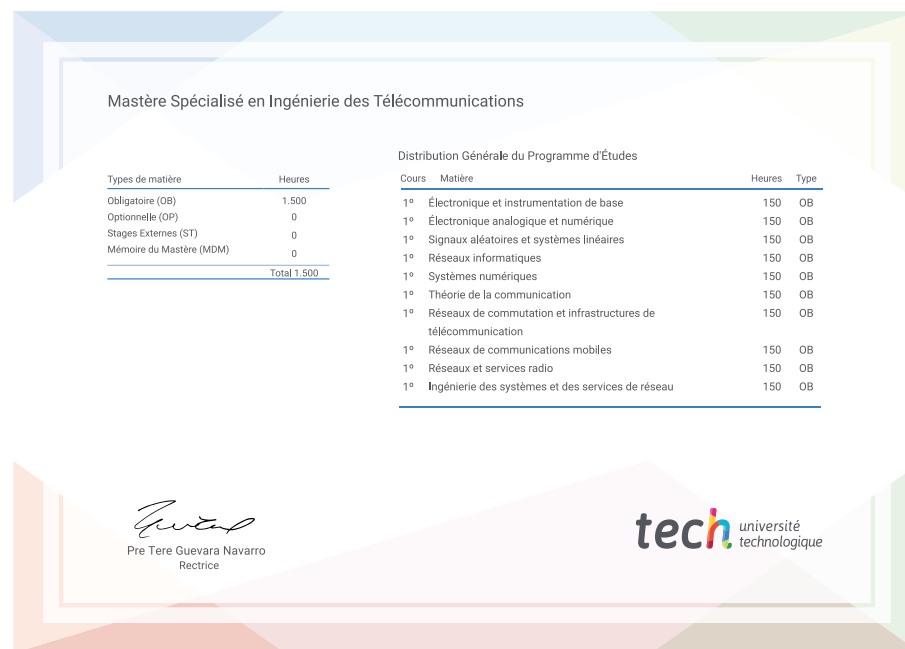 Mastère Spécialisé en Ingénierie des Télécommunications
Types de matière Heures
Obligatoire (OB) 1.500
Optionnelle (OP) 0
Stages Externes (ST) 0
Mémoire du Mastère (MDM) 0
Total 1.500
Distribution Générale du Programme d'Études
Cours Matière Heures Type
1º Électronique et instrumentation de base 150 OB
1º Électronique analogique et numérique 150 OB
1º Signaux aléatoires et systèmes linéaires 150 OB
1º Réseaux informatiques 150 OB
1º Systèmes numériques 150 OB
1º Théorie de la communication 150 OB
1º Réseaux de commutation et infrastructures de 150 OB
télécommunication
1º Réseaux de communications mobiles 150 OB
1º Réseaux et services radio 150 OB
1º Ingénierie des systèmes et des services de réseau 150 OB
Pre Tere Guevara Navarro
Rectrice
tech université
technologique